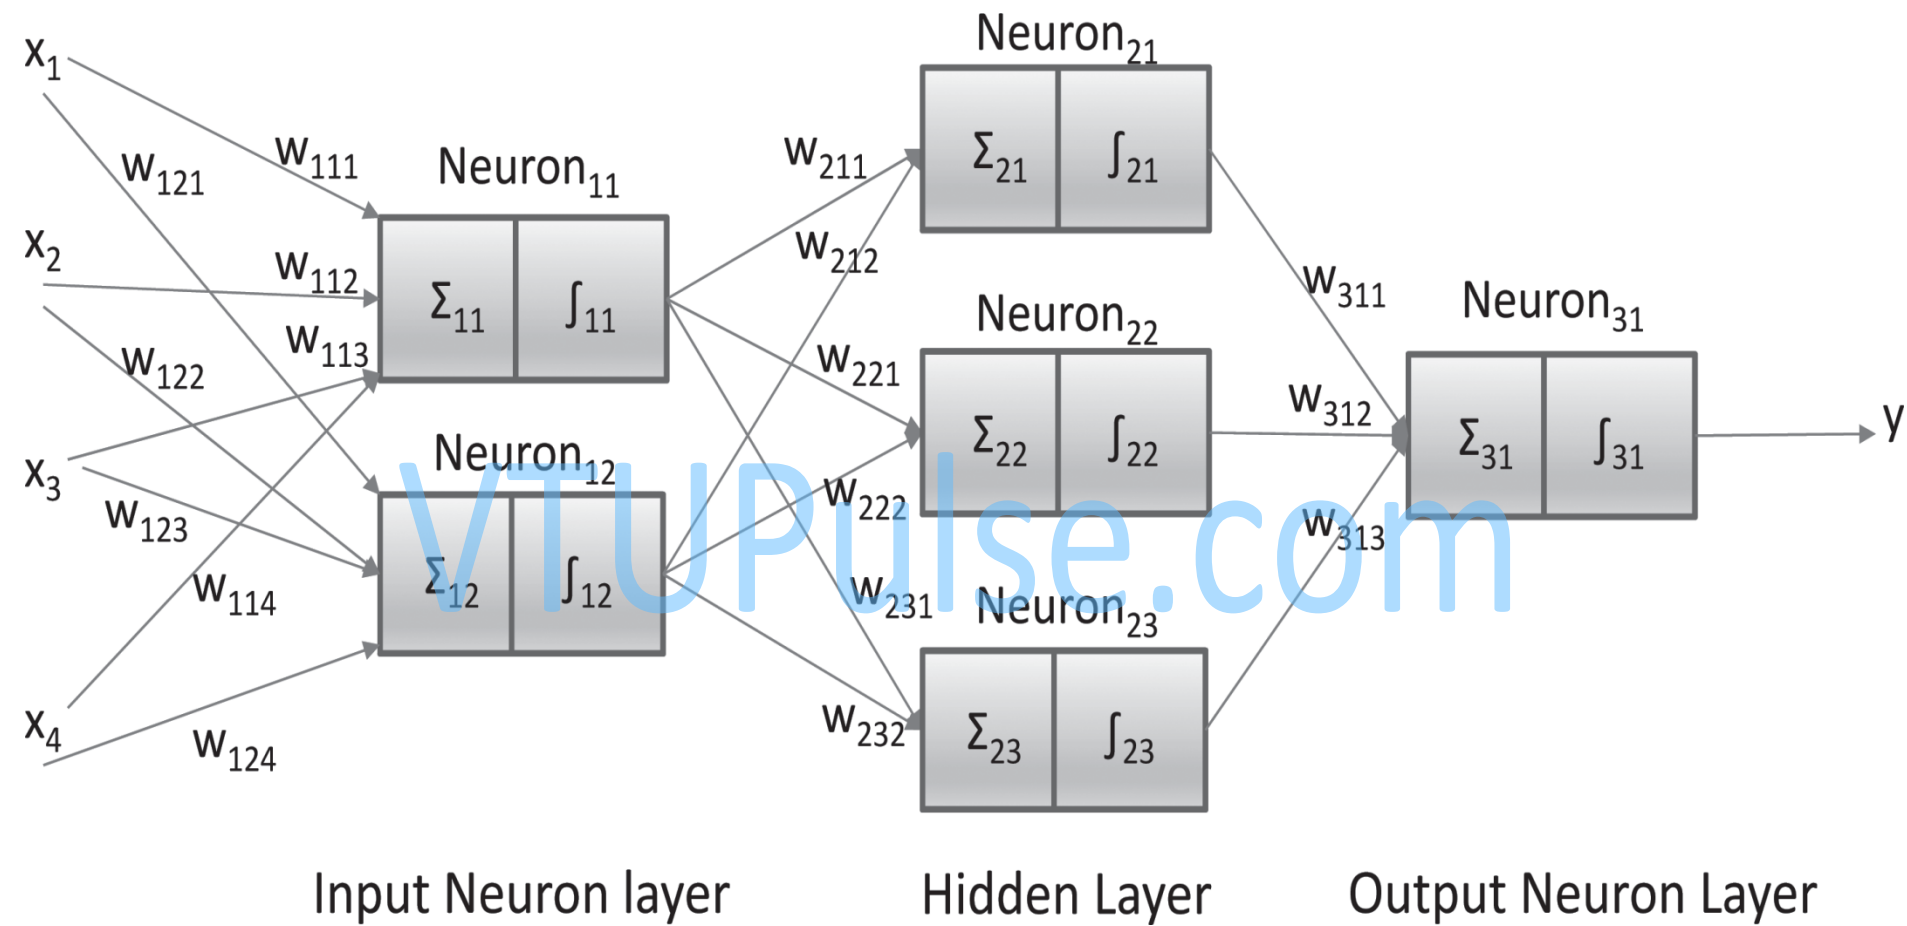 x1
w121
w111
Neuron11
x2
w112
Σ11
∫11
w113
w122
x3
w123
Neuron12
Σ12
∫12
w114
x4
w124
Neuron21
w211
Σ21
∫21
w212
Neuron22
w221
Σ22
∫22
w222
w231
Neuron23
w232
Σ23
∫23
w311
w312
w313
Neuron31
Σ31
∫31
y
VTUPulse.com
Input Neuron layer
Hidden Layer
Output Neuron Layer